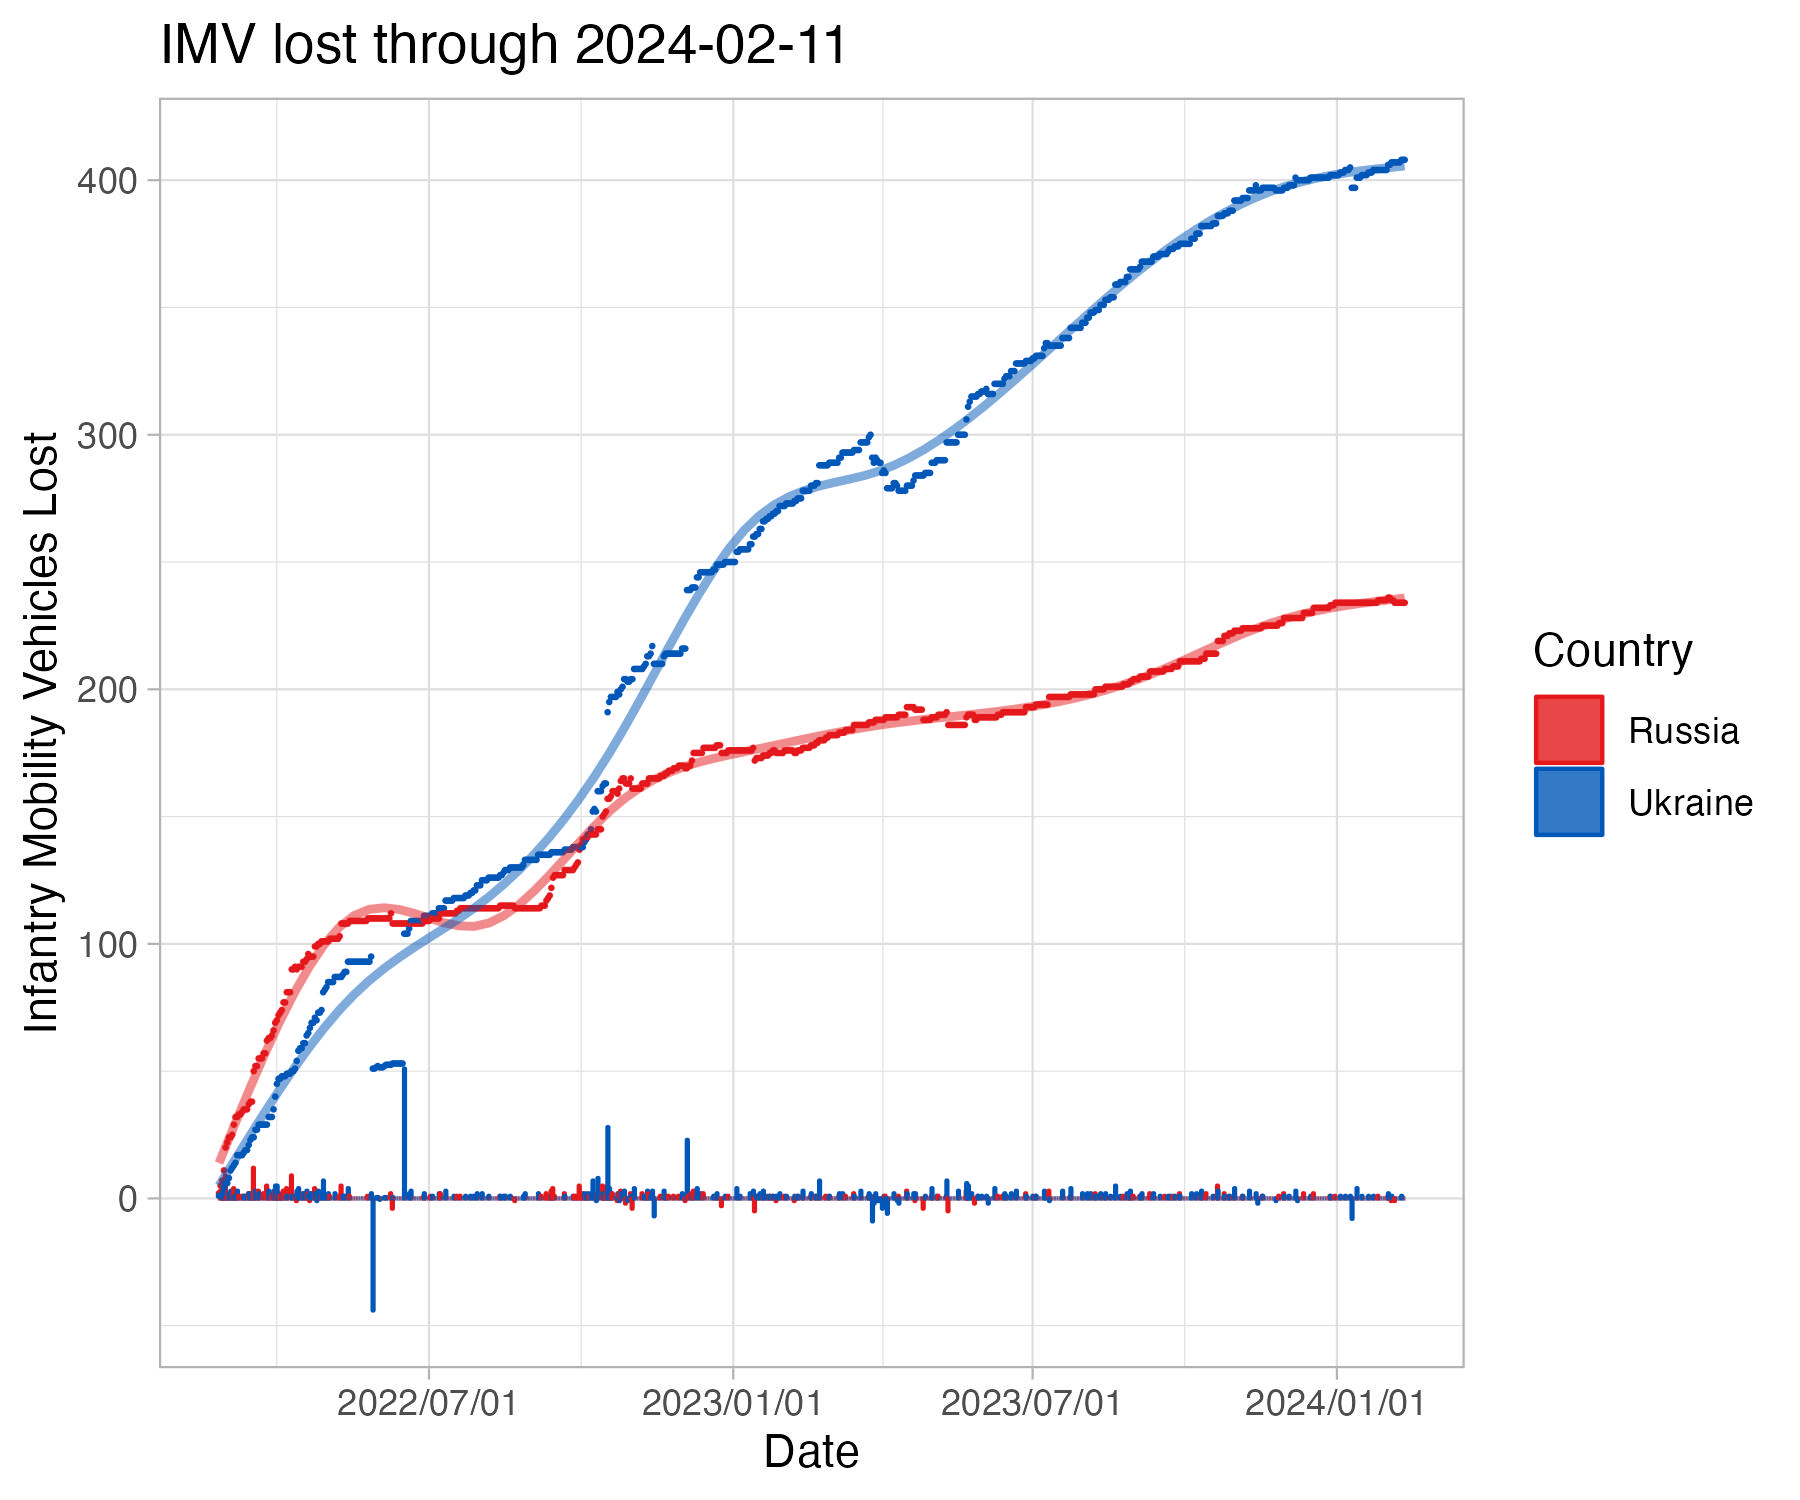 IMV lost through 2024-02-11
Infantry Mobility Vehicles Lost
400
300
200
100
0
2022/07/01
2023/01/01
2023/07/01
2024/01/01
Date
Country
Russia
Ukraine